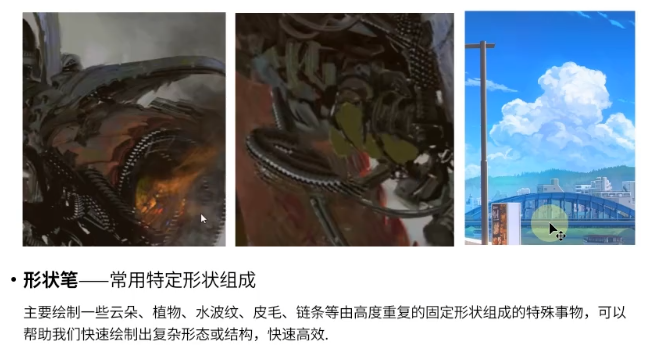 • 形状笔——常用特定形状组成
主要绘制一些云朵、植物、水波纹、皮毛、链条等由高度重复的固定形状组成的特殊事物，可以
帮助我们快速绘制出复杂形态或结构，快速高效.